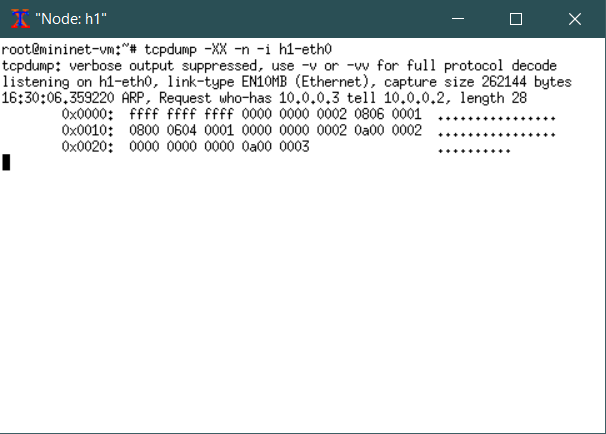 "Node: h1"
root@mininet-vm:~# tcpdump -XX -n -i h1-eth0
tcpdump: verbose output suppressed, use -v or -vv for full protocol decode
listening on h1-eth0, link-type EN10MB (Ethernet), capture size 262144 bytes
16:30:06.359220 ARP, Request who-has 10.0.0.3 tell 10.0.0.2, length 28
        0x0000:  ffff ffff ffff 0000 0000 0002 0806 0001  ................
        0x0010:  0800 0604 0001 0000 0000 0002 0a00 0002  ................
        0x0020:  0000 0000 0000 0a00 0003                 ..........